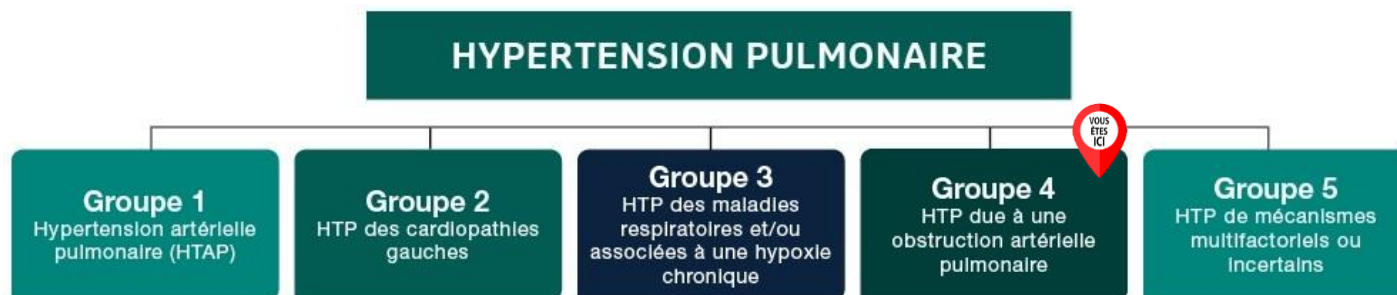 HYPERTENSION PULMONAIRE
VOUS
ÊTES
ICI
Groupe 1
Hypertension artérielle
pulmonaire (HTAP)
Groupe 2
HTP des cardiopathies
gauches
Groupe 3
HTP des maladies
respiratoires et/ou
associées à une hypoxie
chronique
Groupe 4
HTP due à une
obstruction artérielle
pulmonaire
Groupe 5
HTP de mécanismes
multifactoriels ou
incertains